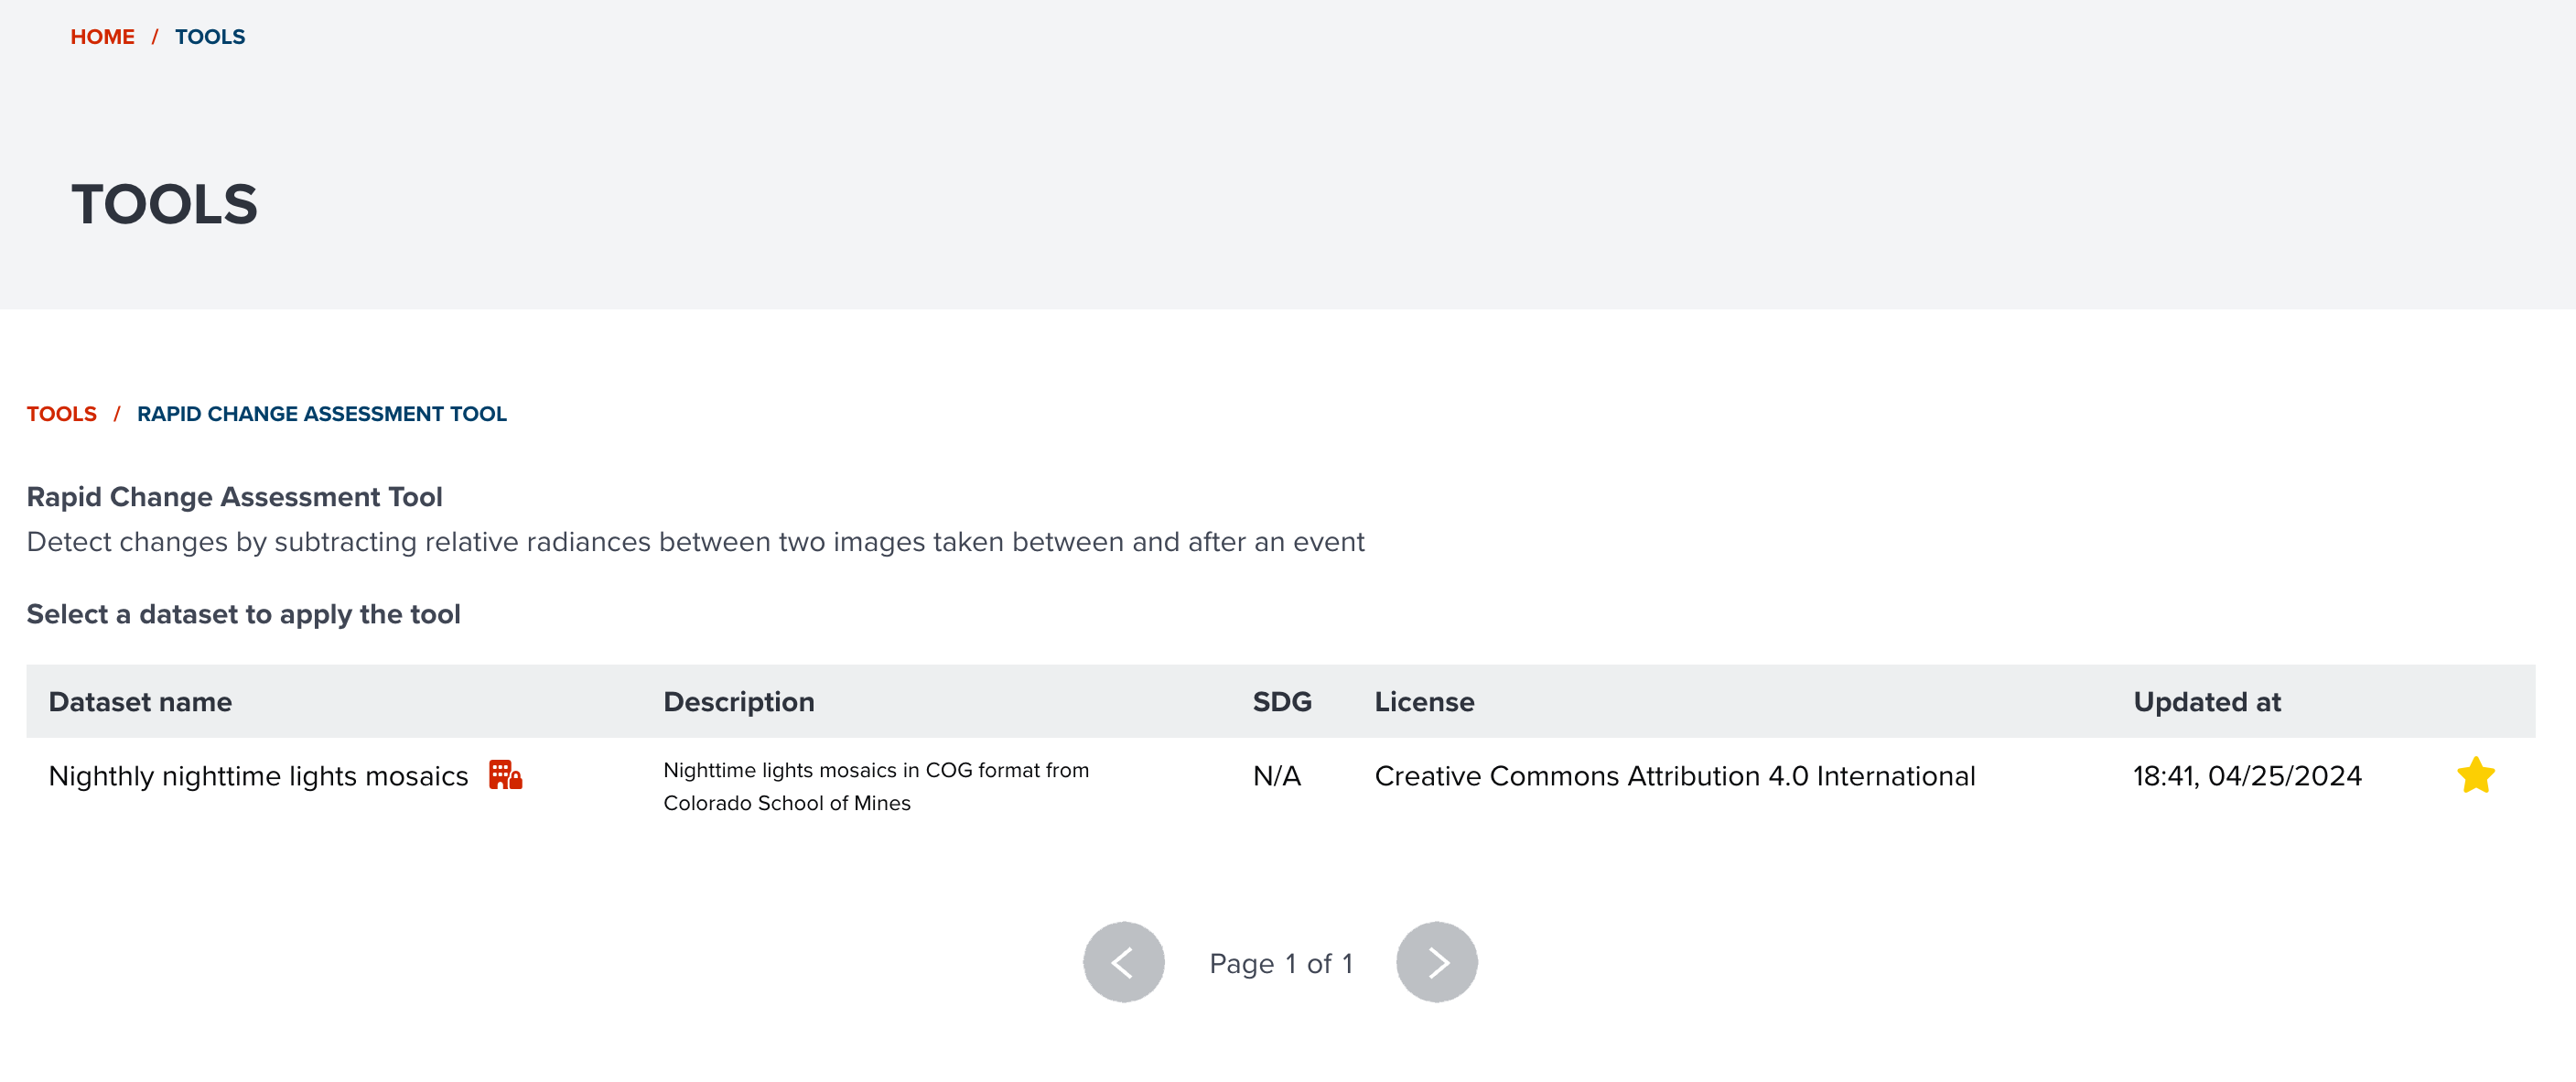 HOME / TOOLS
TOOLS
TOOLS / RAPID CHANGE ASSESSMENT TOOL
Rapid Change Assessment Tool
Detect changes by subtracting relative radiances between two images taken between and after an event
Select a dataset to apply the tool
Dataset name Description SDG License Updated at
Nighthly nighttime lights mosaics Nighttime lights mosaics in COG format from N/A Creative Commons Attribution 4.0 International 18:41, 04/25/2024
Colorado School of Mines
Page 1 of 1